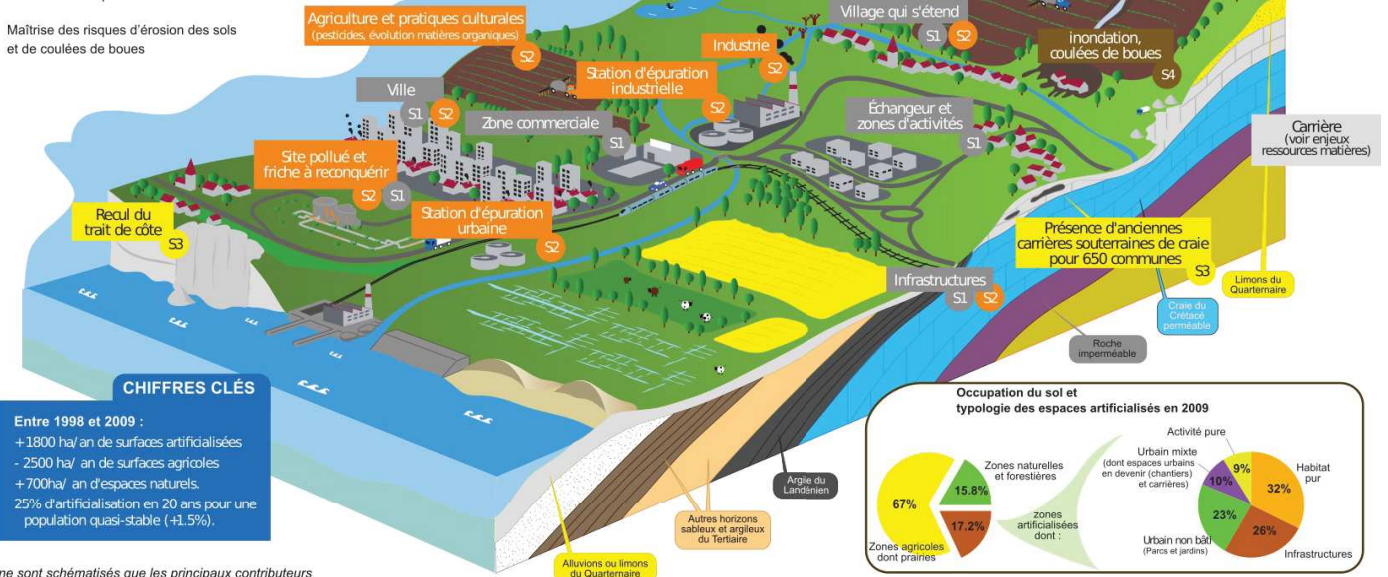 Maîtrise des risques d'érosion des sols
et de coulées de boues
Agriculture et pratiques culturales
(pesticides, évolution matières organiques)
S2
Village qui s'étend
S1 S2
inondation,
coulées de boues
S4
Industrie
S2
Station d'épuration
industrielle
S2
Ville
S1 S2
Zone commerciale
S1
Échangeur et
zones d'activités
S1
Carrière
(voir enjeux
ressources matières)
Site pollué et
friche à reconquérir
S2 S1
Recul du
trait de côte
S3
Station d'épuration
urbaine
S2
Présence d'anciennes
carrières souterraines de craie
pour 650 communes
S3
Infrastructures
S1 S2
Limons du
Quarternaire
Craie du
Crétacé
perméable
Roche
imperméable
Argie du
Landénien
Autres horizons
sableux et argileux
du Tertiaire
Alluvions ou limons
du Quarternaire
CHIFFRES CLÉS
Entre 1998 et 2009 :
+1800 ha/an de surfaces artificialisées
- 2500 ha/ an de surfaces agricoles
+700ha/ an d'espaces naturels.
25% d'artificialisation en 20 ans pour une
population quasi-stable (+1.5%).
Occupation du sol et
typologie des espaces artificialisés en 2009
67%
Zones agricoles
dont prairies
Zones naturelles
et forestières
15.8%
17.2%
zones
artificialisées
dont :
Activité pure
9%
Urbain mixte
(dont espaces urbains
en devenir (chantiers)
et carrières)
10%
Habitat
pur
32%
23%
Urbain non bâti
(Parcs et jardins)
26%
Infrastructures
ne sont schématisés que les principaux contributeurs